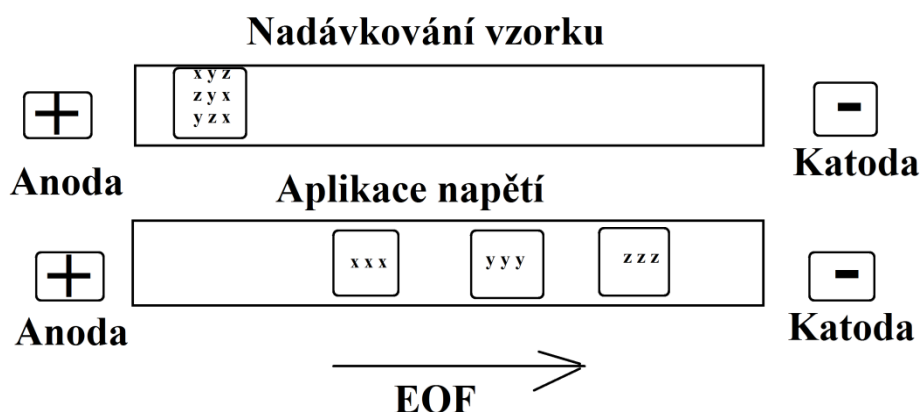 Nadávkování vzorku
x y z
z y x
y z x
+
-
Anoda
Katoda
Aplikace napětí
x x x
y y y
z z z
+
-
Anoda
Katoda
EOF